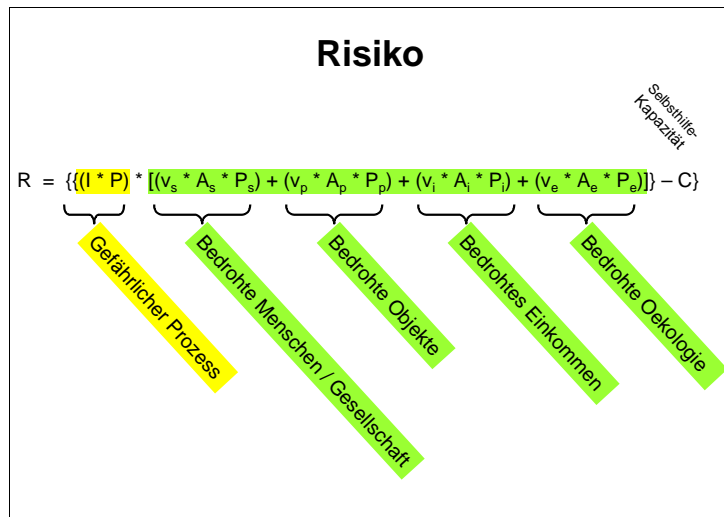 Risiko
Selbsthilfe-
Kapazität
R = {{(I * P) * [(vₛ * Aₛ * Pₛ) + (vₚ * Aₚ * Pₚ) + (vᵢ * Aᵢ * Pᵢ) + (vₑ * Aₑ * Pₑ)]} – C}
Gefährlicher Prozess
Bedrohte Menschen / Gesellschaft
Bedrohte Objekte
Bedrohtes Einkommen
Bedrohte Oekologie